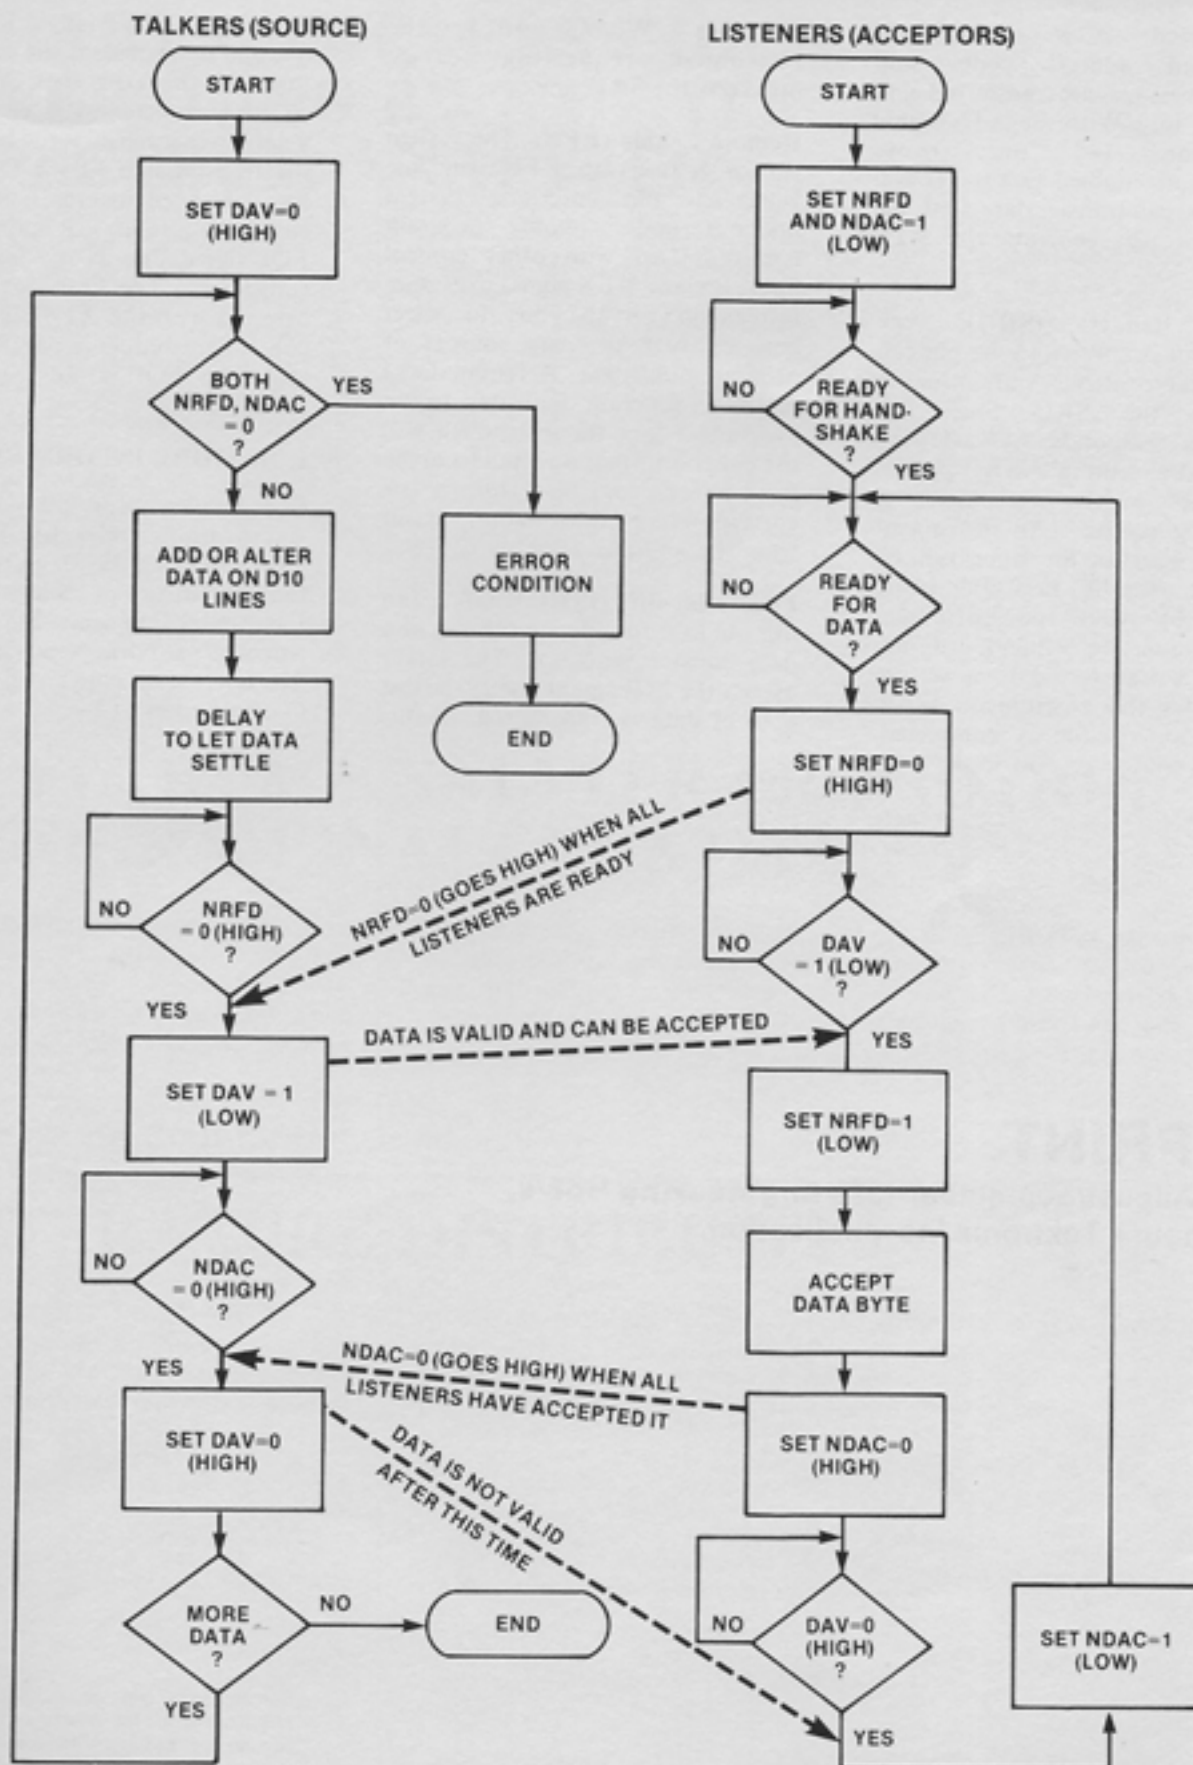 TALKERS (SOURCE)
START
SET DAV=0
(HIGH)
BOTH
NRFD, NDAC
= 0
?
YES
NO
ADD OR ALTER
DATA ON D10
LINES
ERROR
CONDITION
DELAY
TO LET DATA
SETTLE
END
NRFD
= 0 (HIGH)
?
NO
YES
SET DAV = 1
(LOW)
NDAC
= 0 (HIGH)
?
NO
YES
SET DAV=0
(HIGH)
MORE
DATA
?
NO
END
YES
NRFD=0 (GOES HIGH) WHEN ALL
LISTENERS ARE READY
DATA IS VALID AND CAN BE ACCEPTED
NDAC=0 (GOES HIGH) WHEN ALL
LISTENERS HAVE ACCEPTED IT
DATA IS NOT VALID
AFTER THIS TIME
LISTENERS (ACCEPTORS)
START
SET NRFD
AND NDAC=1
(LOW)
READY
FOR HAND-
SHAKE
?
NO
YES
READY
FOR
DATA
?
NO
YES
SET NRFD=0
(HIGH)
DAV
= 1 (LOW)
?
NO
YES
SET NRFD=1
(LOW)
ACCEPT
DATA BYTE
SET NDAC=0
(HIGH)
DAV=0
(HIGH)
?
NO
YES
SET NDAC=1
(LOW)